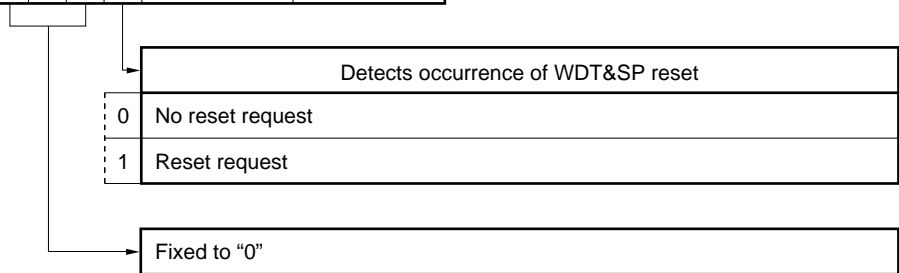 Detects occurrence of WDT&SP reset
0 No reset request
1 Reset request
Fixed to “0”